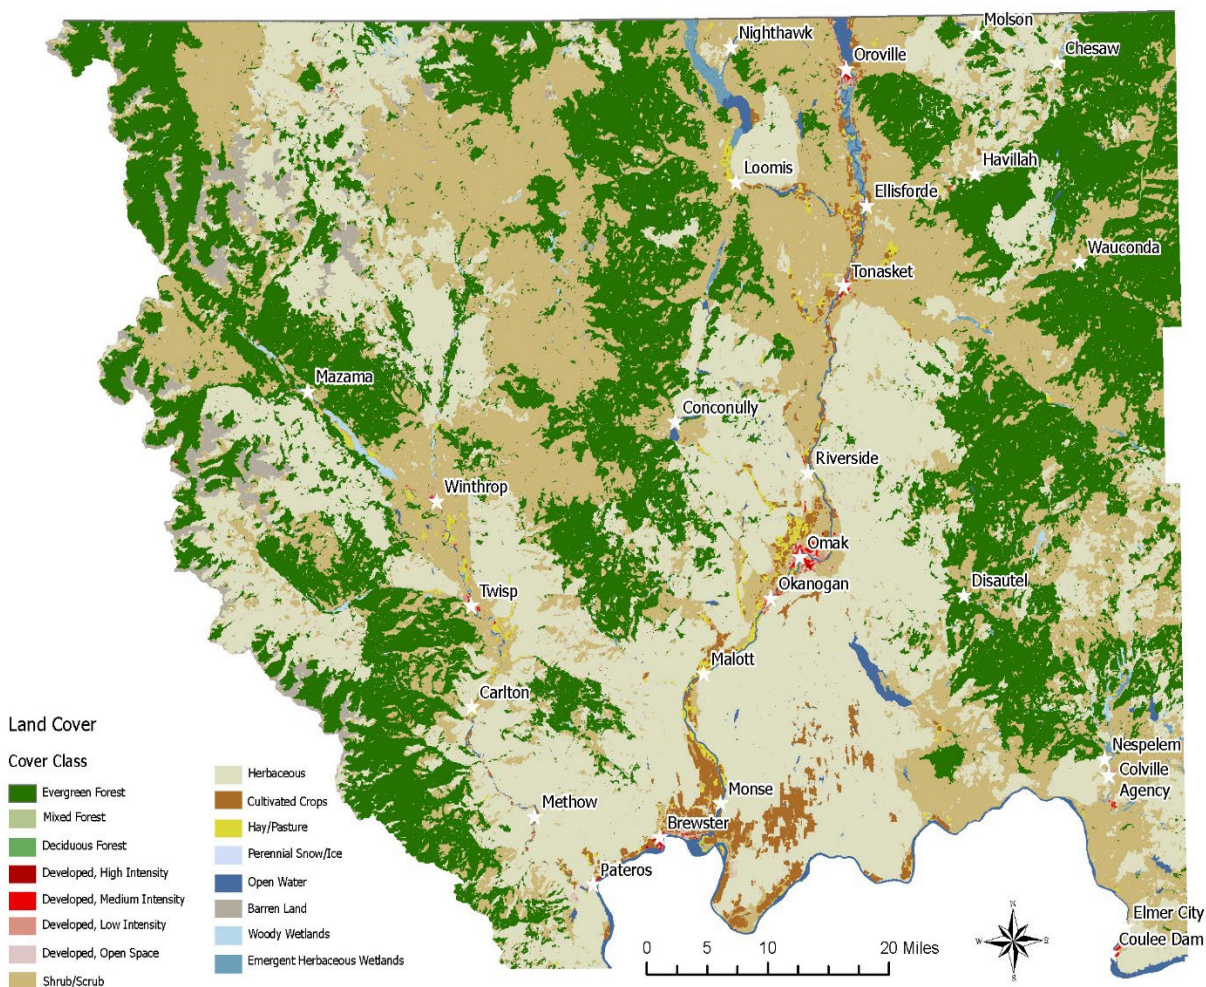 Molson
Nighthawk
Chesaw
Oroville
Havillah
Loomis
Ellisforde
Wauconda
Tonasket
Mazama
Conconully
Riverside
Winthrop
Omak
Disautel
Okanogan
Twisp
Malott
Carlton
Nespelem
Colville
Agency
Monse
Methow
Brewster
Pateros
Elmer City
Coulee Dam
Land Cover
Cover Class
Evergreen Forest
Mixed Forest
Deciduous Forest
Developed, High Intensity
Developed, Medium Intensity
Developed, Low Intensity
Developed, Open Space
Shrub/Scrub
Herbaceous
Cultivated Crops
Hay/Pasture
Perennial Snow/Ice
Open Water
Barren Land
Woody Wetlands
Emergent Herbaceous Wetlands
0 5 10 20 Miles
N
W
S